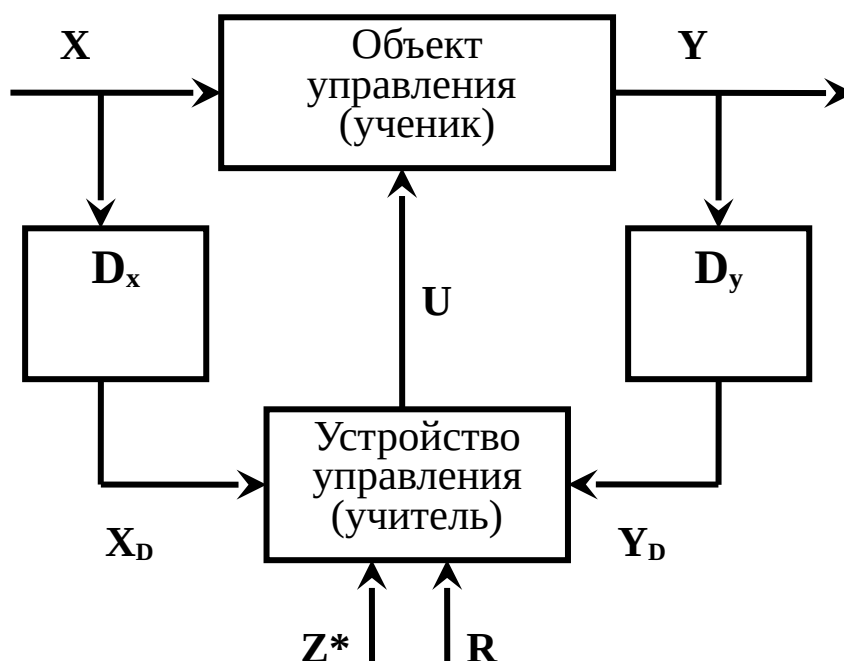 X
Объект
управления
(ученик)
Y
Dx
U
Dy
Устройство
управления
(учитель)
XD
YD
Z*
R